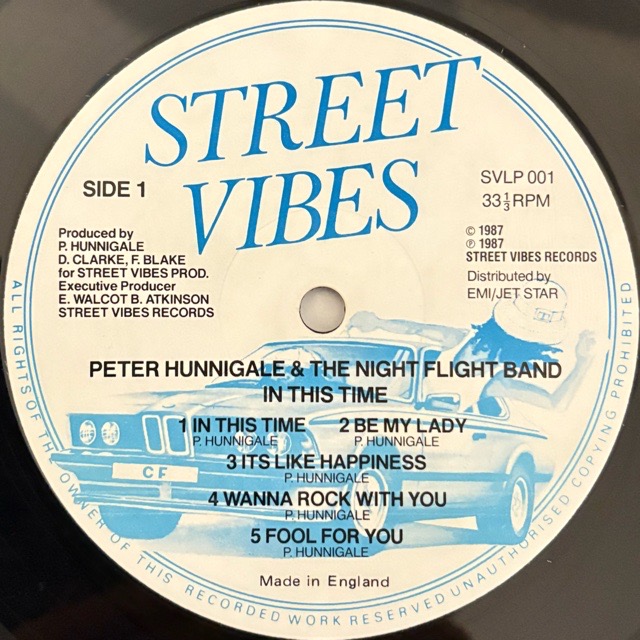 STREET
VIBES
SIDE 1
SVLP 001
33 1/3 RPM
Produced by
P. HUNNIGALE
D. CLARKE, F. BLAKE
for STREET VIBES PROD.
Executive Producer
E. WALCOT B. ATKINSON
STREET VIBES RECORDS
© 1987
℗ 1987
STREET VIBES RECORDS
Distributed by
EMI/JET STAR
PETER HUNNIGALE & THE NIGHT FLIGHT BAND
IN THIS TIME
1 IN THIS TIME 2 BE MY LADY
P. HUNNIGALE P. HUNNIGALE
3 ITS LIKE HAPPINESS
P. HUNNIGALE
4 WANNA ROCK WITH YOU
P. HUNNIGALE
5 FOOL FOR YOU
P. HUNNIGALE
CF
Made in England
ALL RIGHTS OF THE OWNER OF THIS RECORDED WORK RESERVED UNAUTHORISED COPYING PROHIBITED